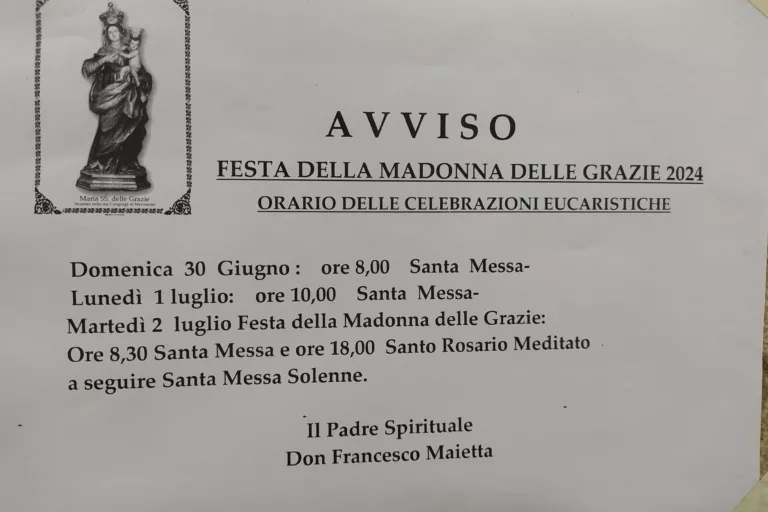 Maria SS. delle Grazie
AVVISO
FESTA DELLA MADONNA DELLE GRAZIE 2024
ORARIO DELLE CELEBRAZIONI EUCARISTICHE
Domenica 30 Giugno : ore 8,00 Santa Messa-
Lunedì 1 luglio: ore 10,00 Santa Messa-
Martedì 2 luglio Festa della Madonna delle Grazie:
Ore 8,30 Santa Messa e ore 18,00 Santo Rosario Meditato
a seguire Santa Messa Solenne.
Il Padre Spirituale
Don Francesco Maietta